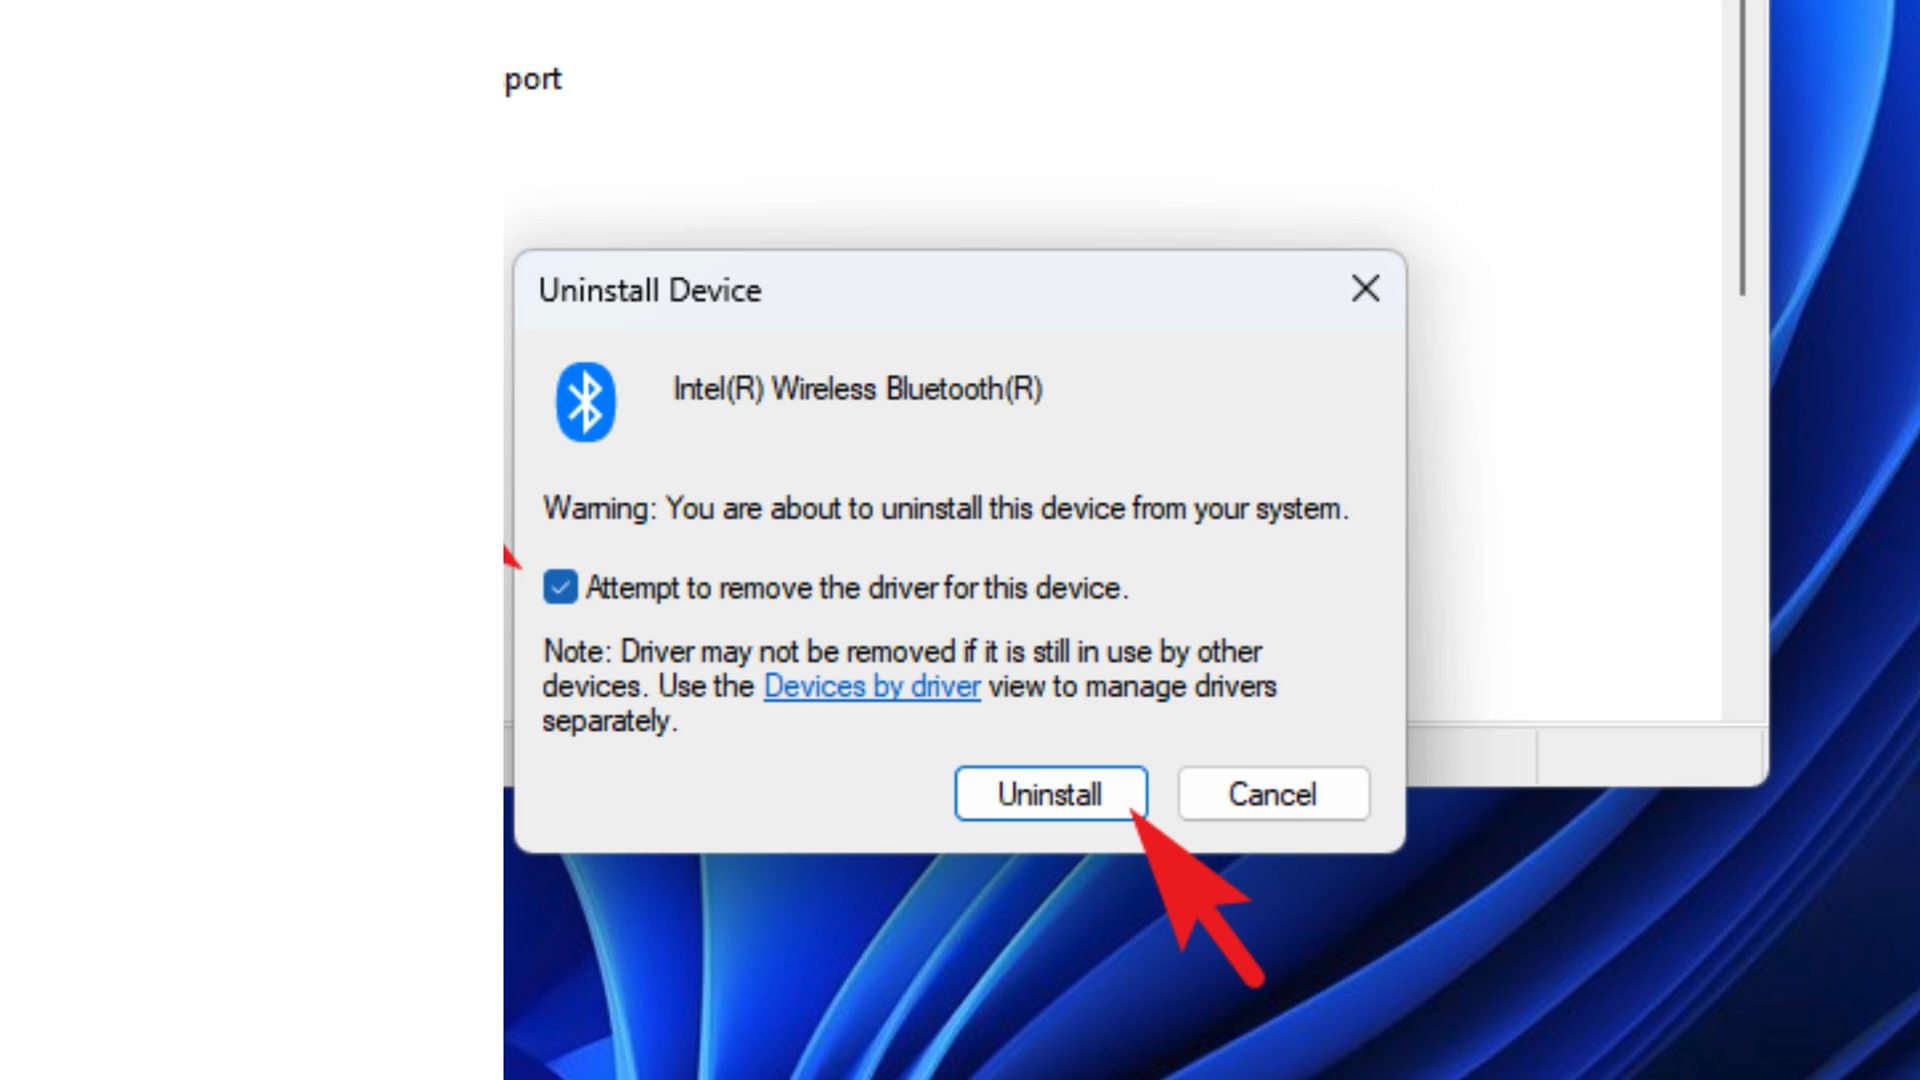 port
Uninstall Device
Intel(R) Wireless Bluetooth(R)
Warning: You are about to uninstall this device from your system.
Attempt to remove the driver for this device.
Note: Driver may not be removed if it is still in use by other
devices. Use the Devices by driver view to manage drivers
separately.
Uninstall
Cancel